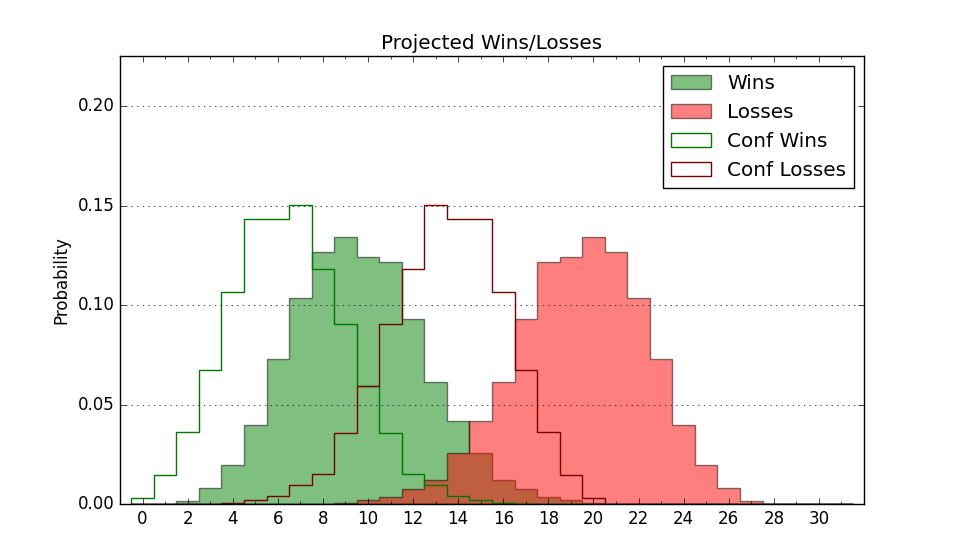 Projected Wins/Losses
Wins
Losses
Conf Wins
Conf Losses
Probability
0.20
0.15
0.10
0.05
0.00
0 2 4 6 8 10 12 14 16 18 20 22 24 26 28 30